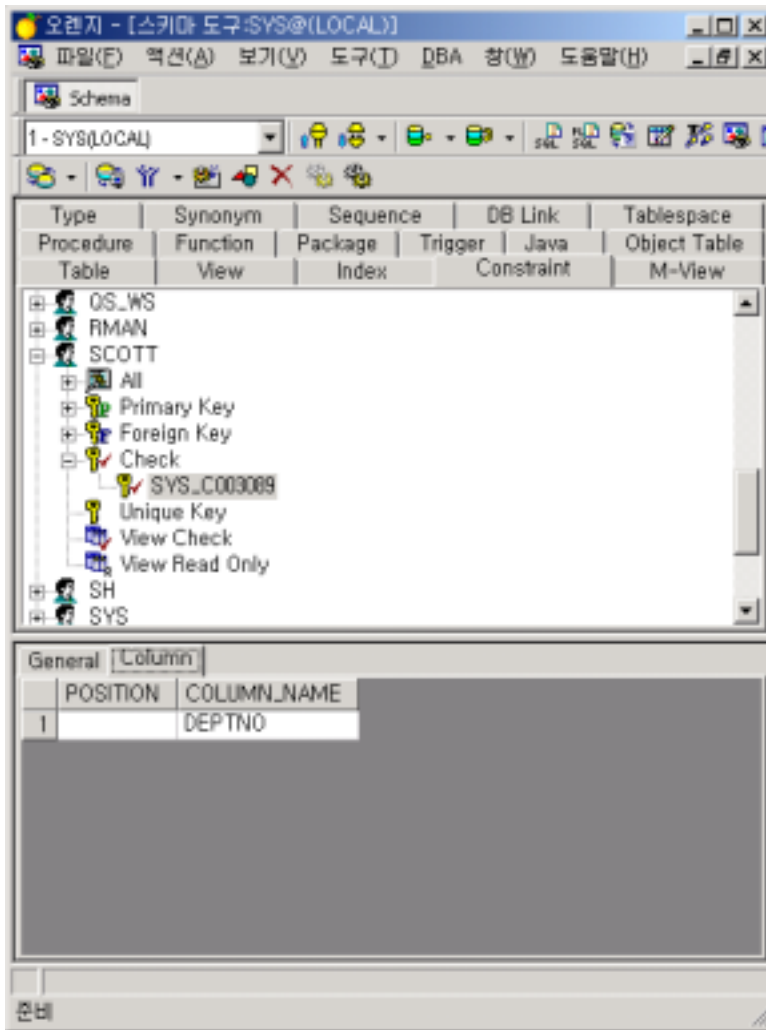 오렌지 - [스키마 도구:SYS@(LOCAL)]
파일(F) 액션(A) 보기(V) 도구(T) DBA 창(W) 도움말(H)
Schema
1 - SYS(LOCAL) SQL SQL
Type Synonym Sequence DB Link Tablespace
Procedure Function Package Trigger Java Object Table
Table View Index Constraint M-View
QS_WS
RMAN
SCOTT
All
Primary Key
Foreign Key
Check
SYS_C003089
Unique Key
View Check
View Read Only
SH
SYS
General Column
POSITION COLUMN_NAME
1 DEPTNO
준비